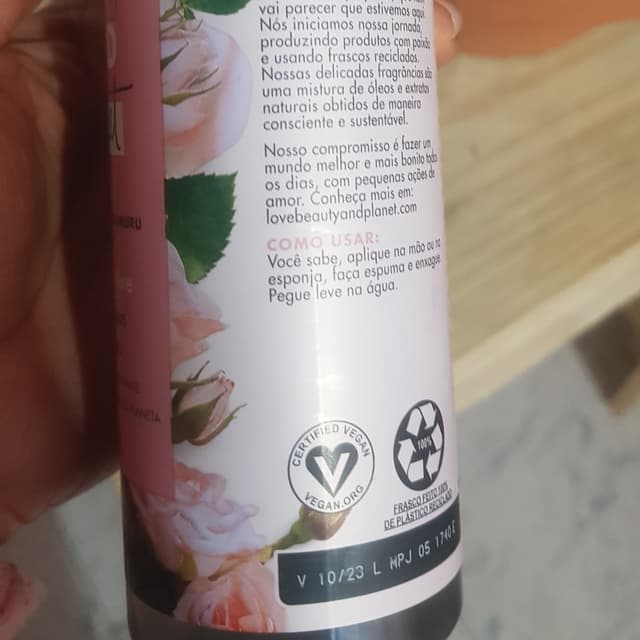 vai parecer que estivemos aqui.
Nós iniciamos nossa jornada,
produzindo produtos com paixão
e usando frascos reciclados.
Nossas delicadas fragrâncias são
uma mistura de óleos e extratos
naturais obtidos de maneira
consciente e sustentável.
Nosso compromisso é fazer um
mundo melhor e mais bonito todos
os dias, com pequenas ações de
amor. Conheça mais em:
lovebeautyandplanet.com
COMO USAR:
Você sabe, aplique na mão ou na
esponja, faça espuma e enxague.
Pegue leve na água.
CERTIFIED VEGAN
V
VEGAN.ORG
100%
FRASCO FEITO 100%
DE PLÁSTICO RECICLADO
V 10/23 L MPJ 05 1740 E